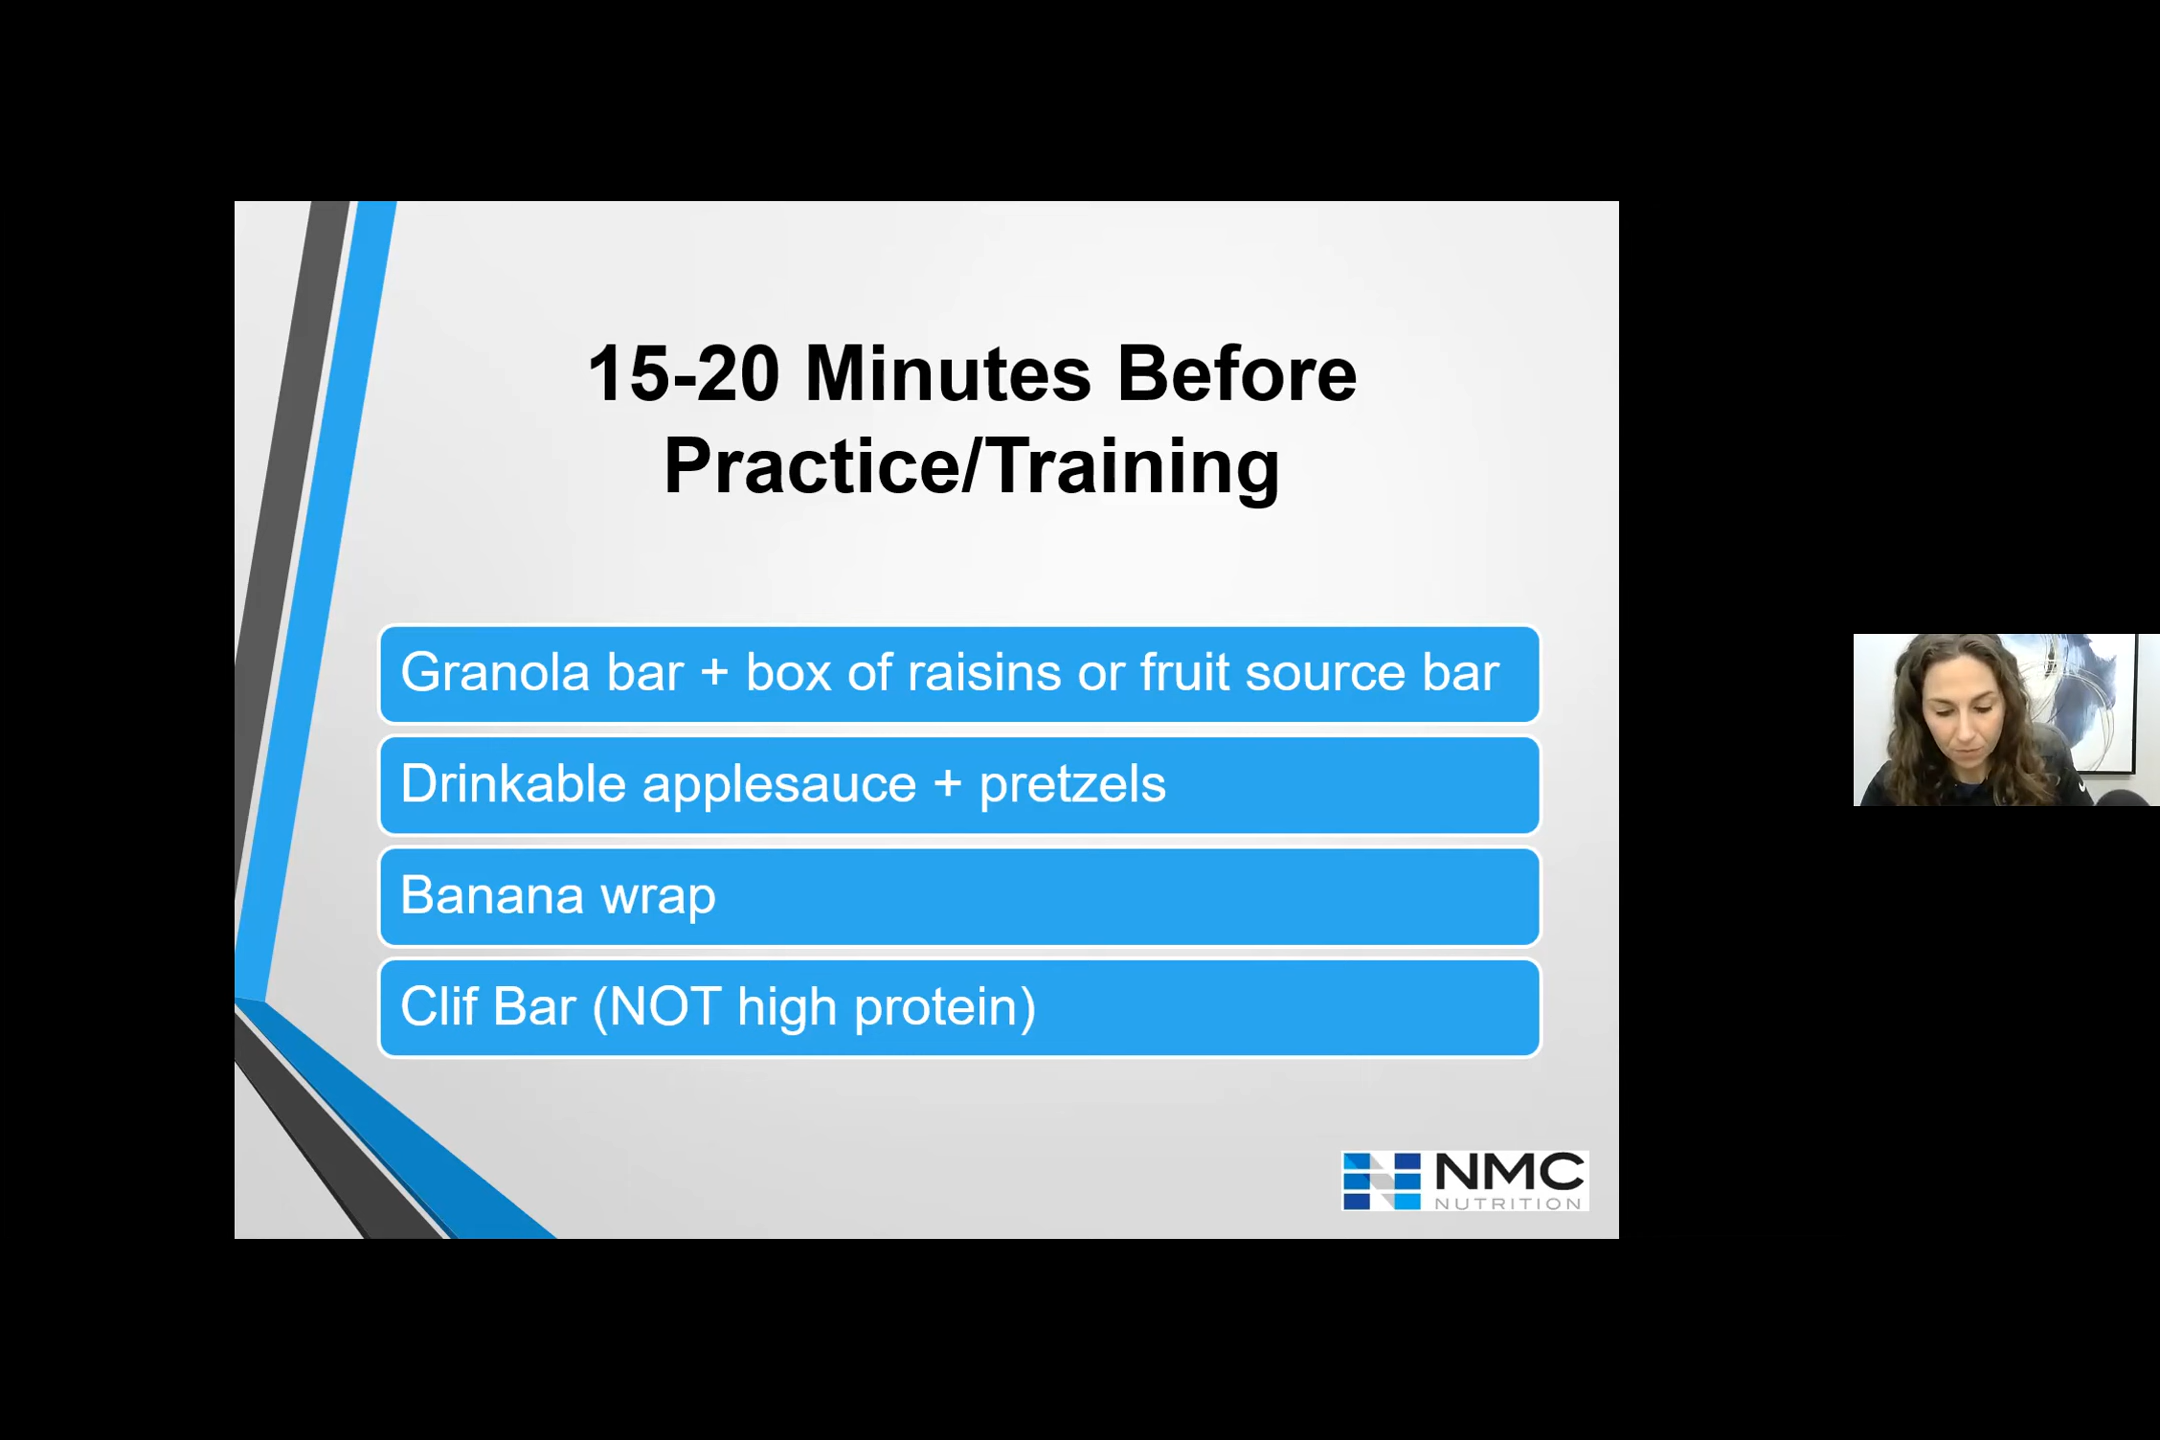 15-20 Minutes Before
Practice/Training
Granola bar + box of raisins or fruit source bar
Drinkable applesauce + pretzels
Banana wrap
Clif Bar (NOT high protein)
NMC
NUTRITION